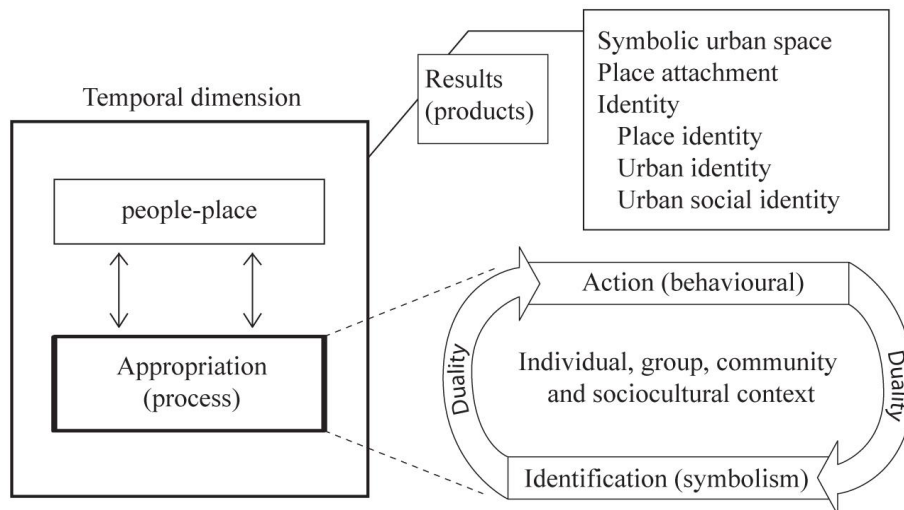 Temporal dimension
people-place
Appropriation
(process)
Results
(products)
Symbolic urban space
Place attachment
Identity
Place identity
Urban identity
Urban social identity
Action (behavioural)
Duality
Individual, group, community
and sociocultural context
Duality
Identification (symbolism)